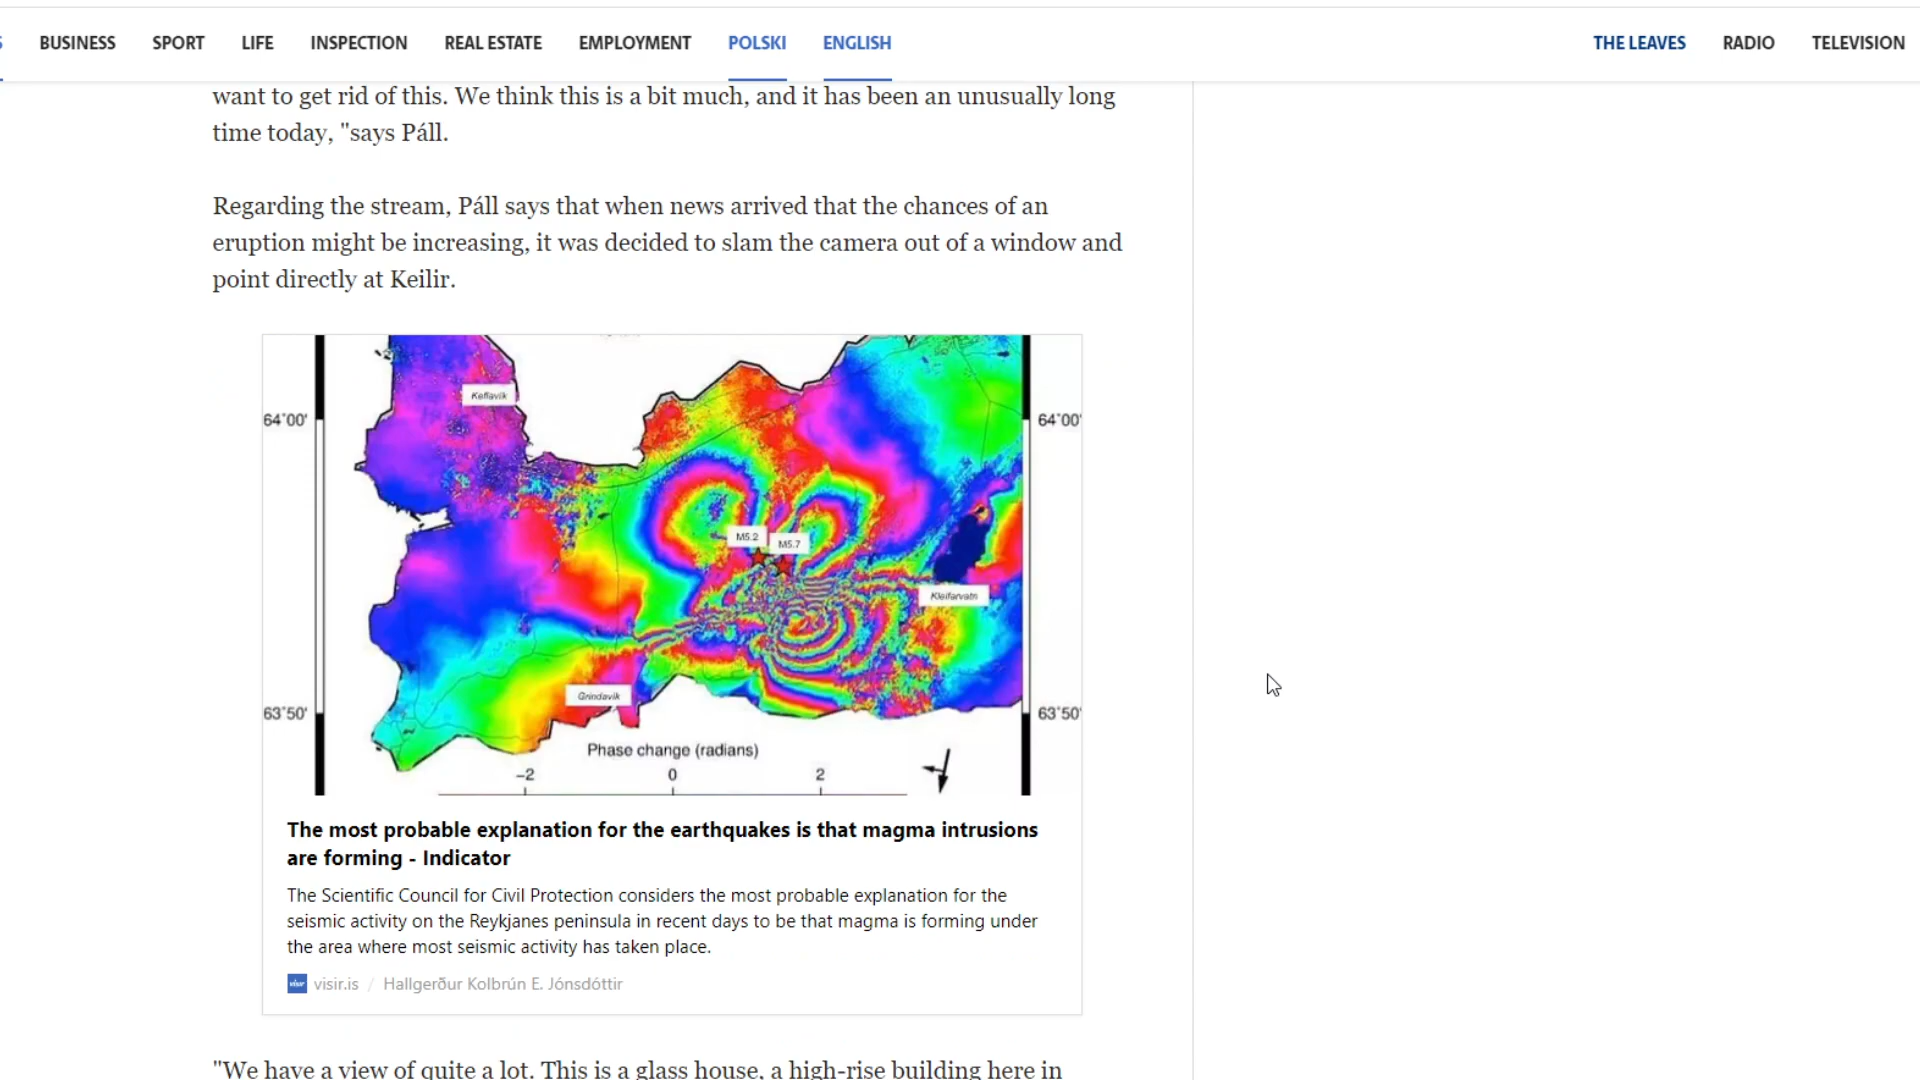 BUSINESS SPORT LIFE INSPECTION REAL ESTATE EMPLOYMENT POLSKI ENGLISH THE LEAVES RADIO TELEVISION
want to get rid of this. We think this is a bit much, and it has been an unusually long
time today, "says Páll.
Regarding the stream, Páll says that when news arrived that the chances of an
eruption might be increasing, it was decided to slam the camera out of a window and
point directly at Keilir.
Keflavik
64°00' 64°00'
M5.2 M5.7
Kleifarvatn
Grindavik
63°50' 63°50'
Phase change (radians)
−2 0 2
The most probable explanation for the earthquakes is that magma intrusions
are forming - Indicator
The Scientific Council for Civil Protection considers the most probable explanation for the
seismic activity on the Reykjanes peninsula in recent days to be that magma is forming under
the area where most seismic activity has taken place.
visir visir.is / Hallgerður Kolbrún E. Jónsdóttir
"We have a view of quite a lot. This is a glass house, a high-rise building here in